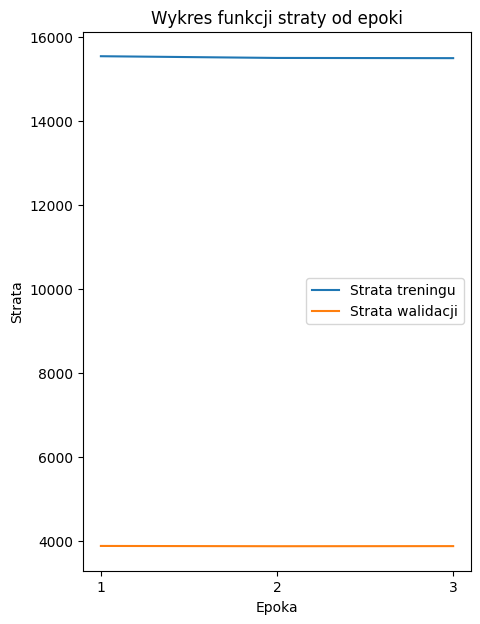 Wykres funkcji straty od epoki
16000
14000
12000
10000
8000
6000
4000
Strata
Strata treningu
Strata walidacji
1 2 3
Epoka